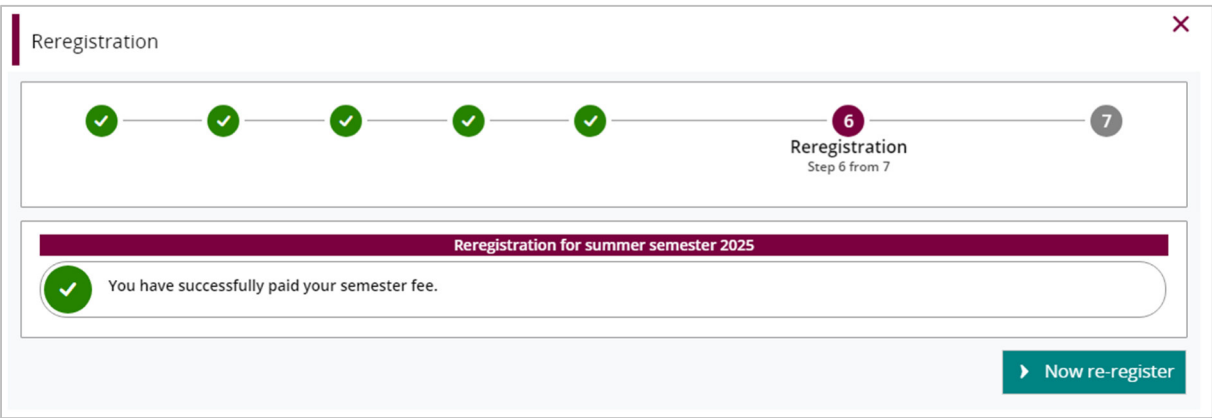 Reregistration
6
7
Reregistration
Step 6 from 7
Reregistration for summer semester 2025
You have successfully paid your semester fee.
Now re-register